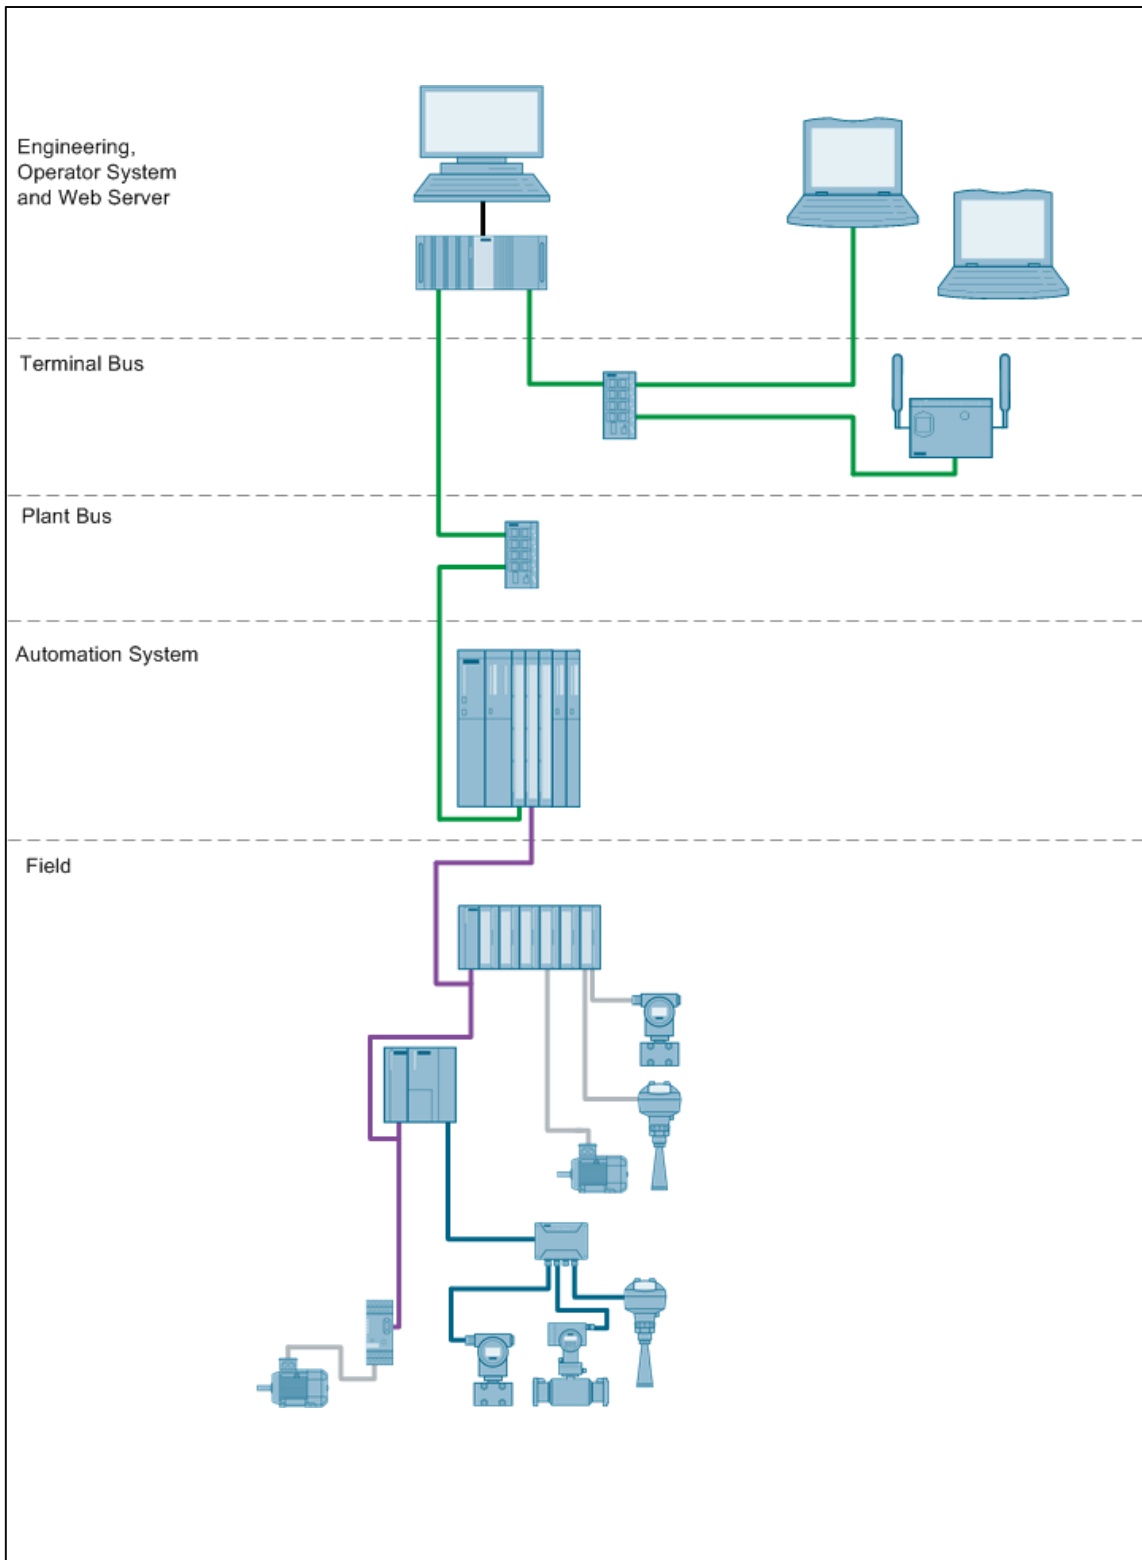 Engineering,
Operator System
and Web Server
Terminal Bus
Plant Bus
Automation System
Field